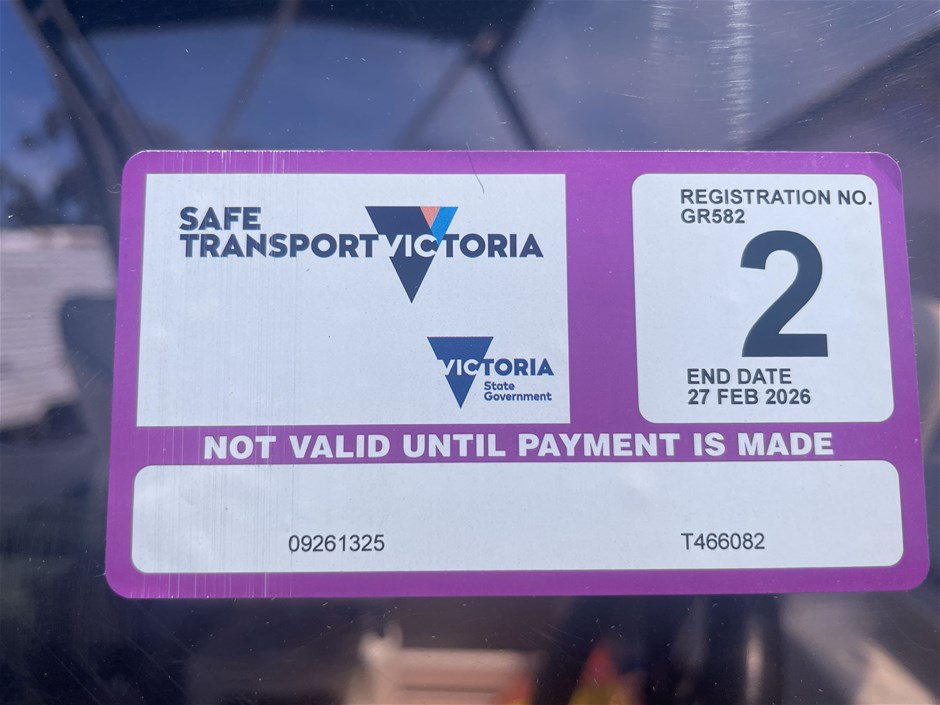 SAFE
TRANSPORT VICTORIA
VICTORIA
State
Government
REGISTRATION NO.
GR582
2
END DATE
27 FEB 2026
NOT VALID UNTIL PAYMENT IS MADE
09261325 T466082